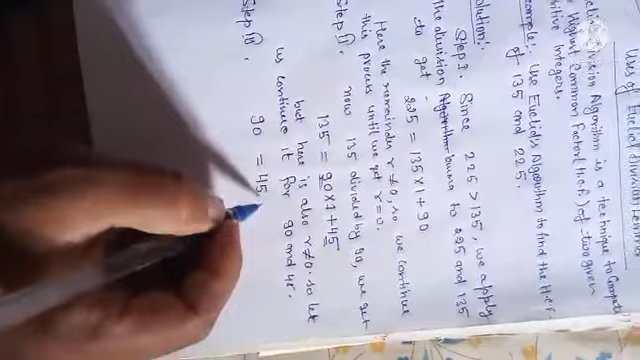 Uses of Euclid division Lemma
Division Algorithm is a technique to Compute
Highest Common Factor (H.C.F) of two given
positive integers.
Example: Use Euclid's Algorithm to find the H.C.F.
of 135 and 225.
Solution:
Step I. Since 225 > 135, we apply
The division lemma to 225 and 135
to get
225 = 135 x 1 + 90
Here the remainder r ≠ 0, so we continue
this process until we get r = 0.
Step II. now 135 divided by 90, we get
135 = 90 x 1 + 45
but here is also r ≠ 0. so let
us continue it for 90 and 45.
Step III.
90 = 45